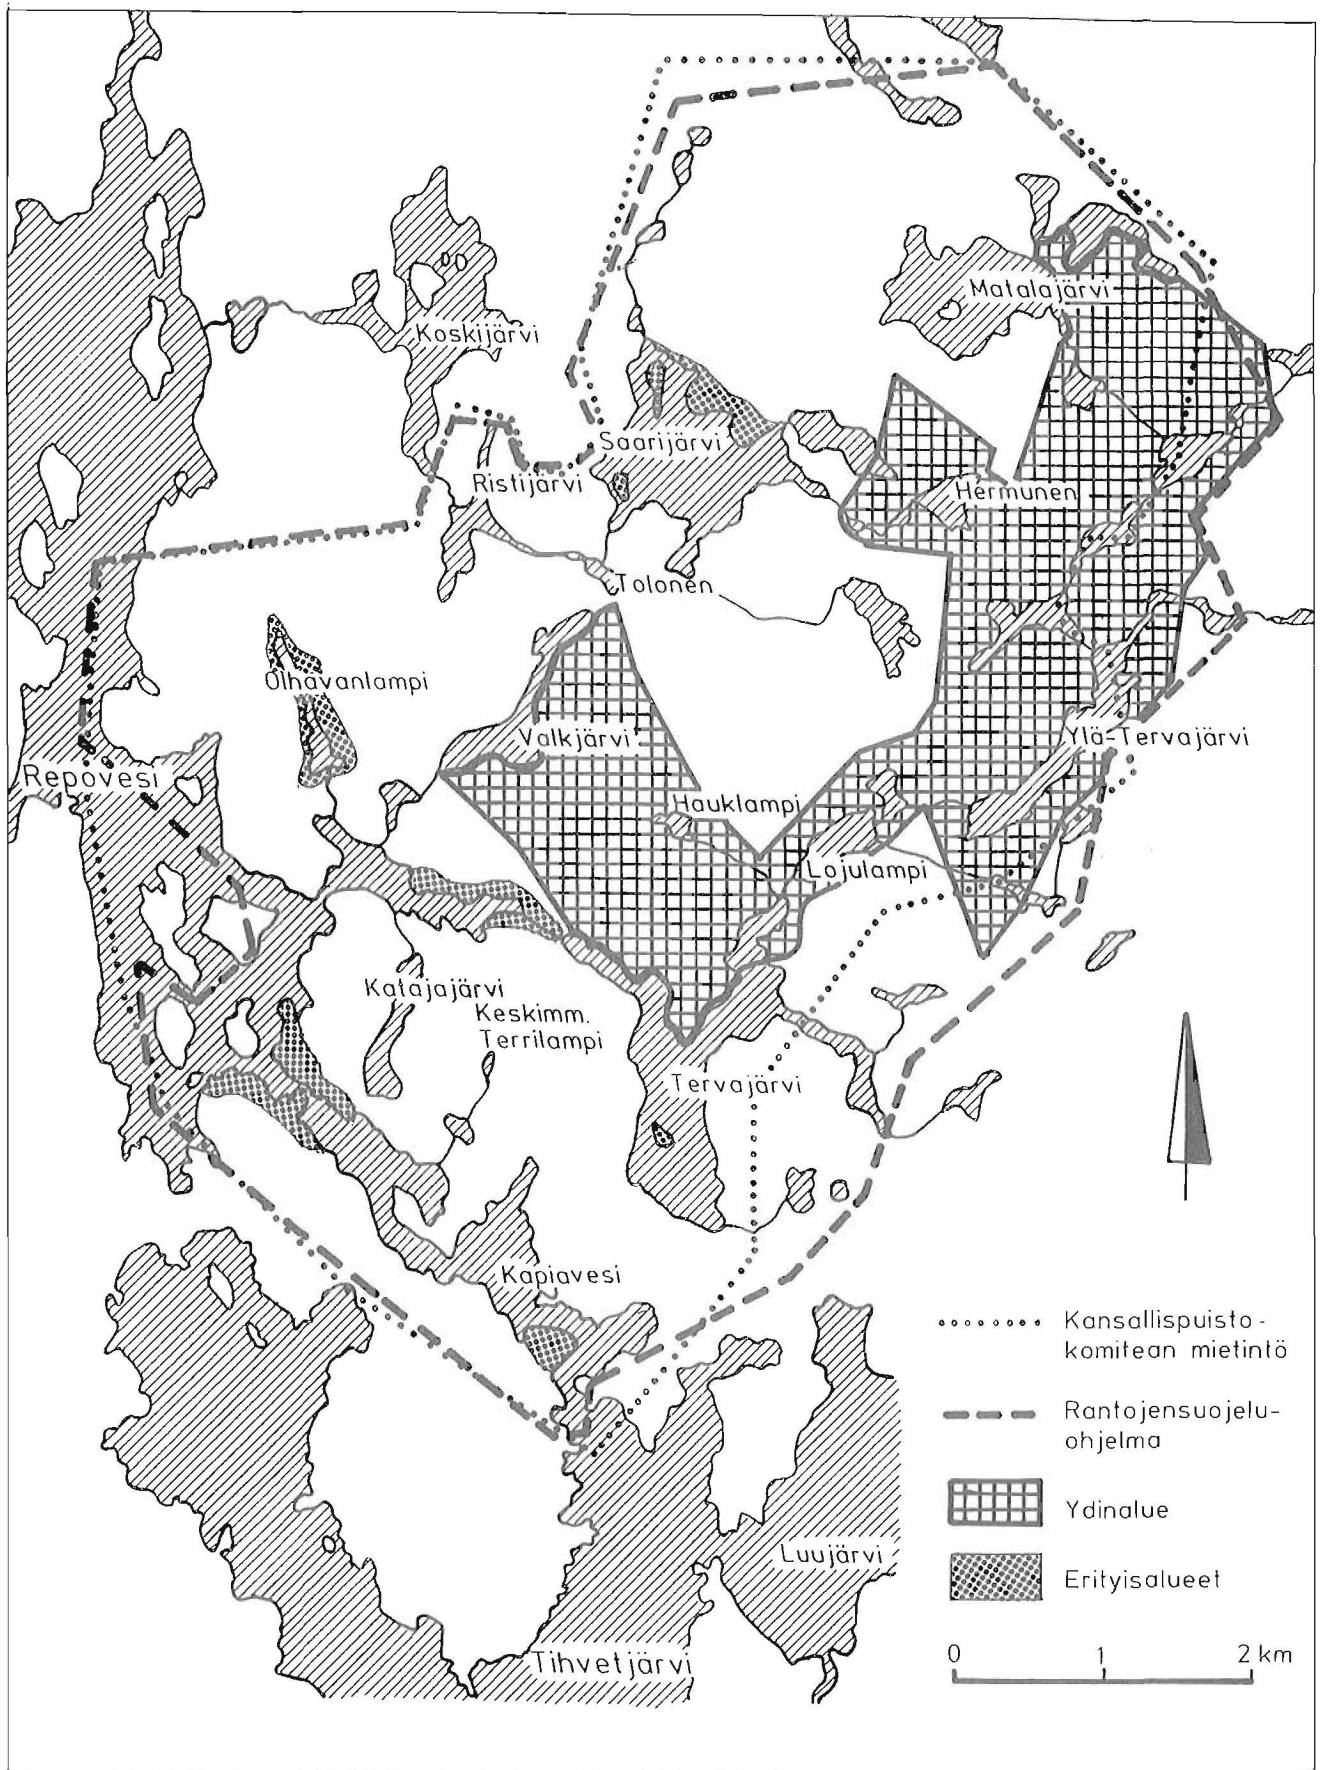 Matalajärvi
Koskijärvi
Saarijärvi
Ristijärvi
Hermunen
Tolonen
Olhavanlampi
Valkjärvi
Ylä-Tervajärvi
Repovesi
Hauklampi
Lojulampi
Katajajärvi
Keskimm.
Terrilampi
Tervajärvi
Kapiavesi
Kansallispuisto-
komitean mietintö
Rantojensuojelu-
ohjelma
Ydinalue
Luujärvi
Erityisalueet
Tihvetjärvi
0 1 2 km